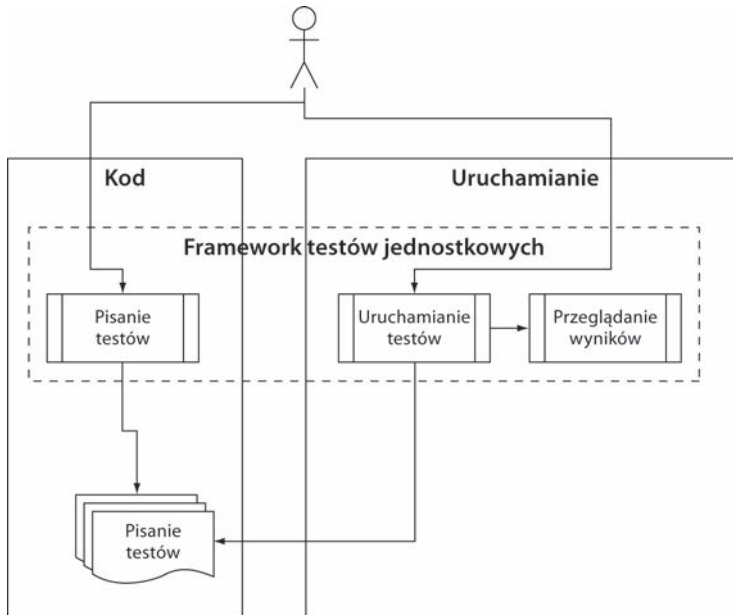 Kod
Uruchamianie
Framework testów jednostkowych
Pisanie
testów
Uruchamianie
testów
Przeglądanie
wyników
Pisanie
testów